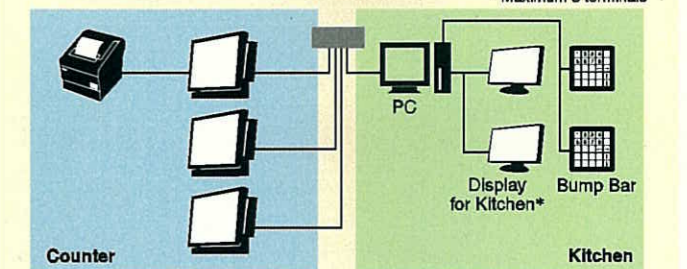 PC
Display
for Kitchen*
Bump Bar
Counter
Kitchen